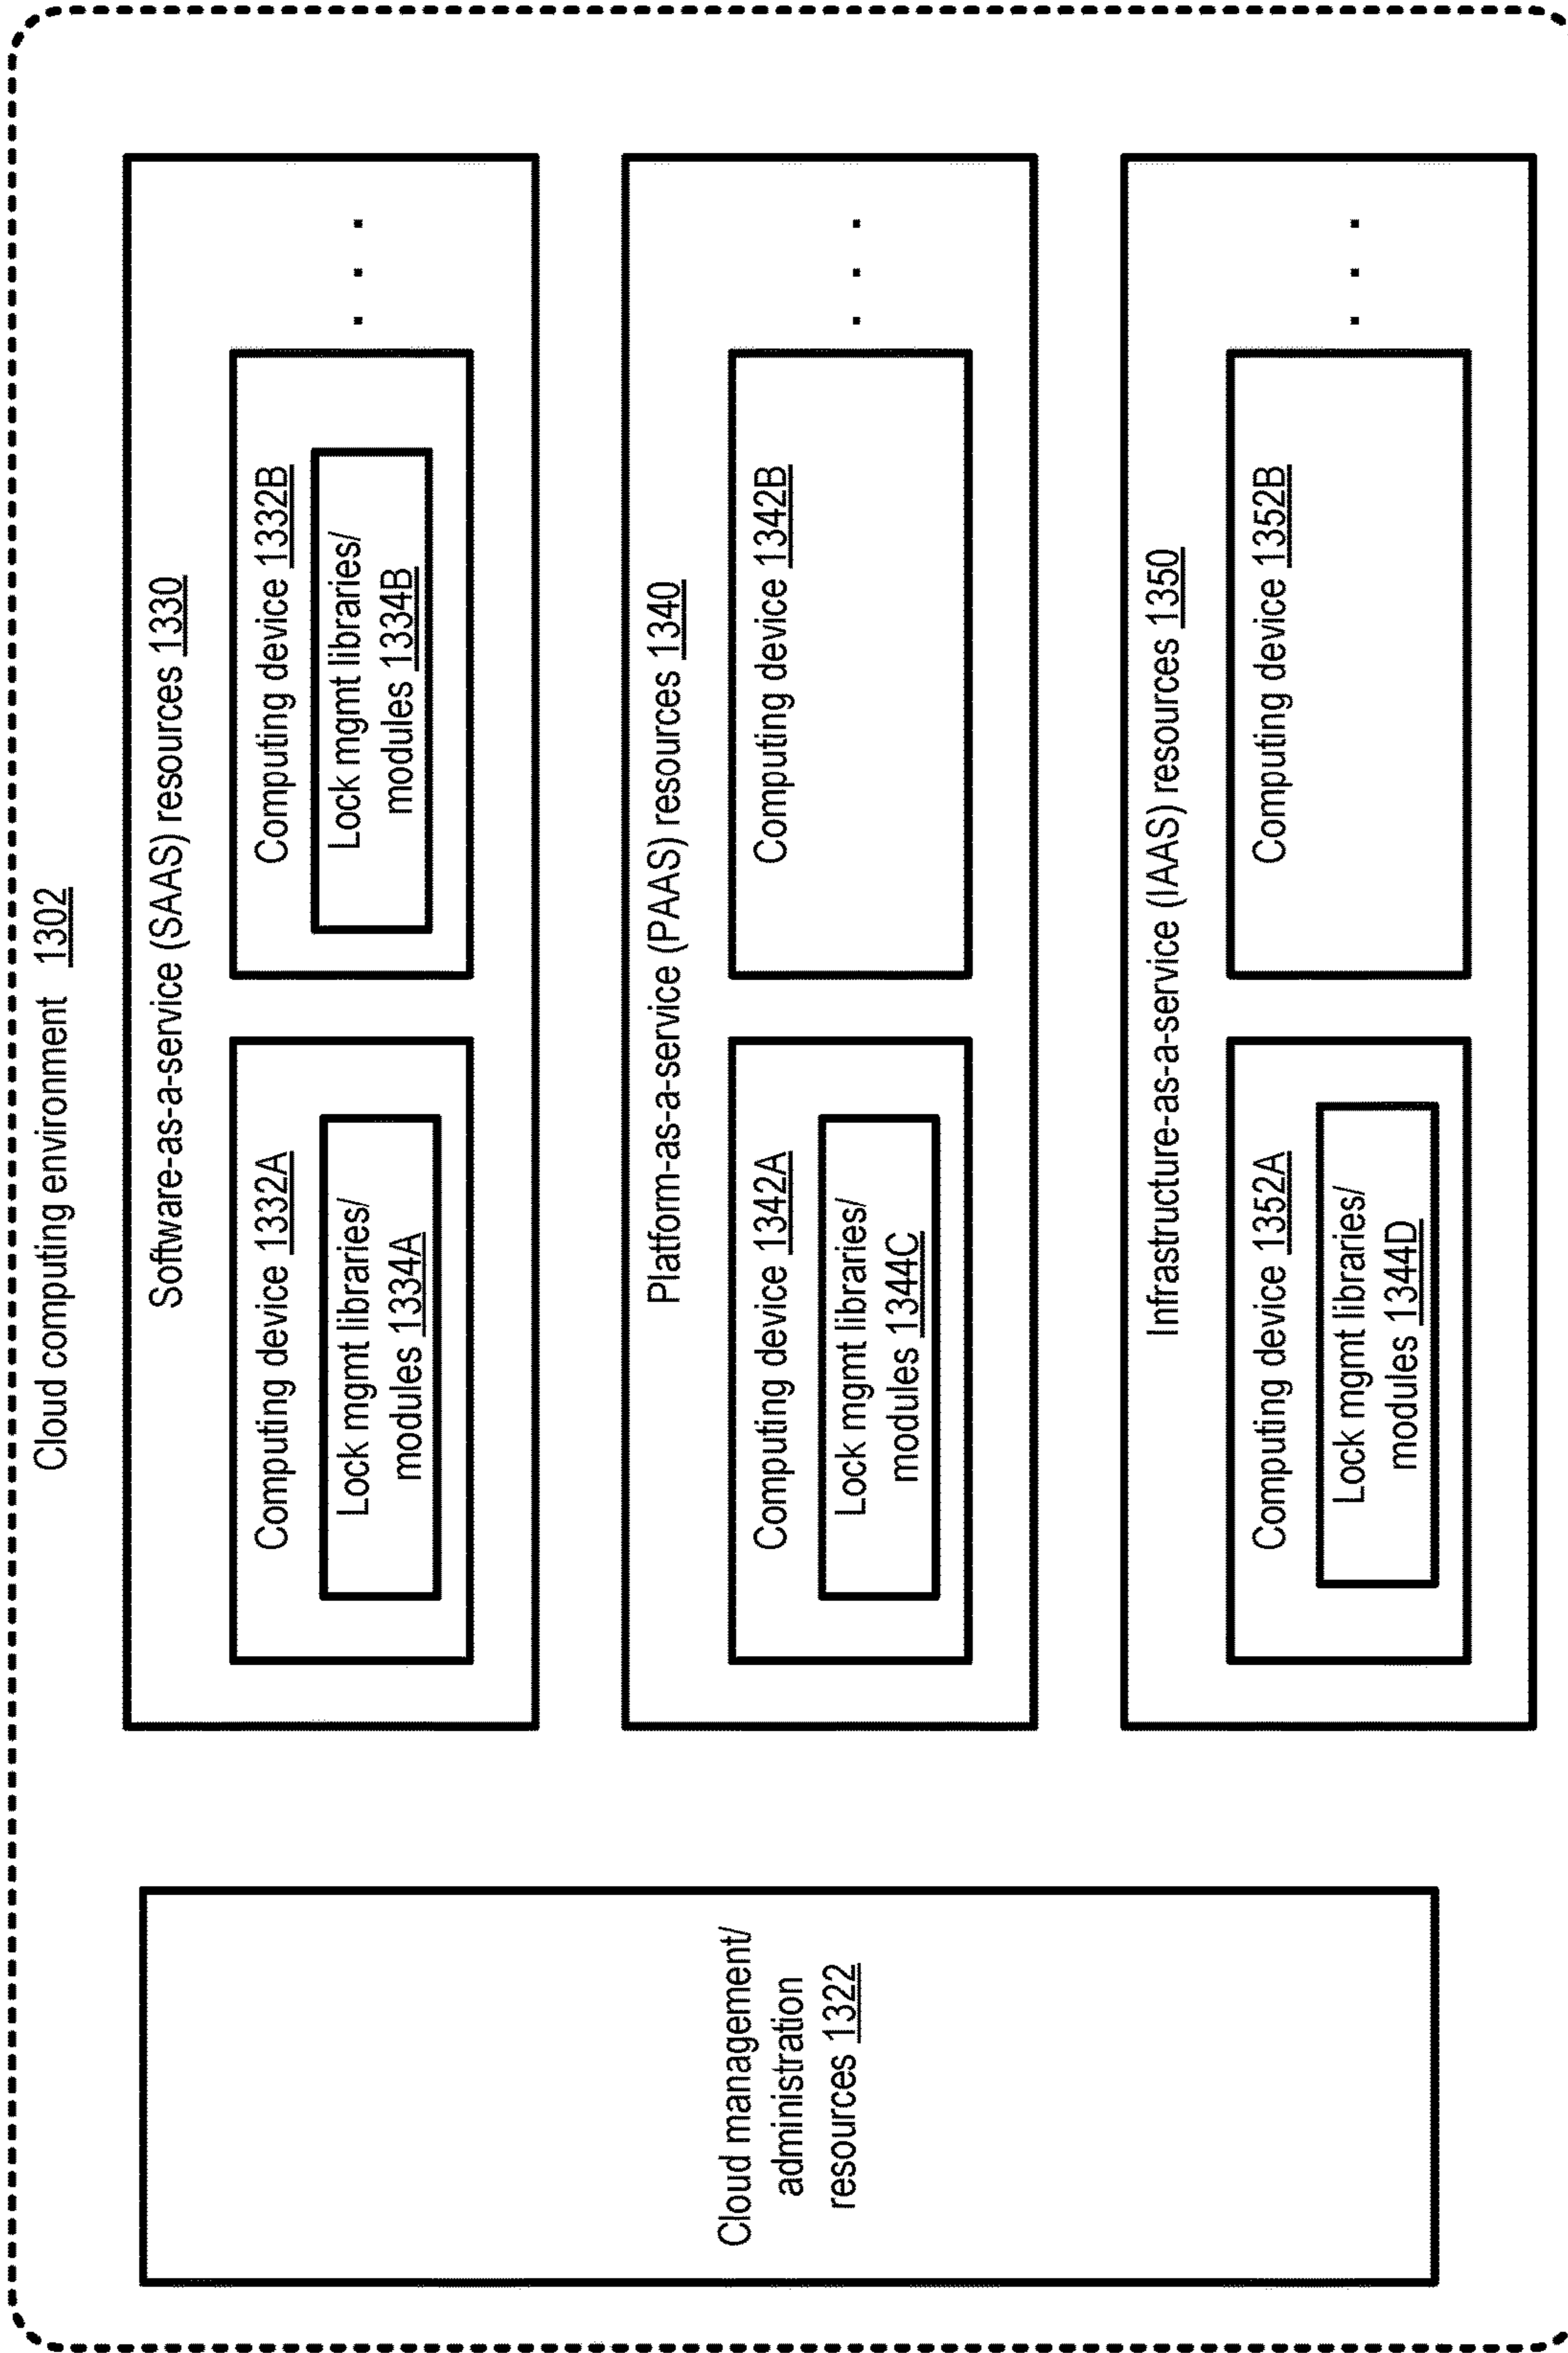 Cloud computing environment 1302
Cloud management/
administration
resources 1322
Software-as-a-service (SAAS) resources 1330
Computing device 1332A
Lock mgmt libraries/
modules 1334A
Computing device 1332B
Lock mgmt libraries/
modules 1334B
. . .
Platform-as-a-service (PAAS) resources 1340
Computing device 1342A
Lock mgmt libraries/
modules 1344C
Computing device 1342B
. . .
Infrastructure-as-a-service (IAAS) resources 1350
Computing device 1352A
Lock mgmt libraries/
modules 1344D
Computing device 1352B
. . .